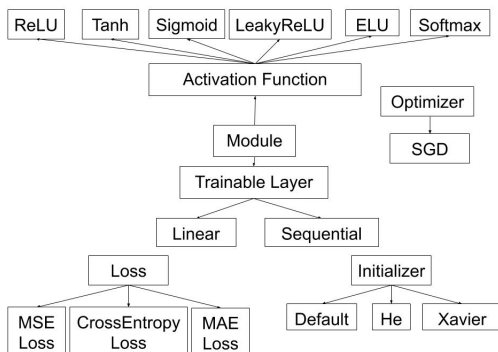 ReLU
Tanh
Sigmoid
LeakyReLU
ELU
Softmax
Activation Function
Optimizer
Module
SGD
Trainable Layer
Linear
Sequential
Loss
Initializer
MSE
Loss
CrossEntropy
Loss
MAE
Loss
Default
He
Xavier